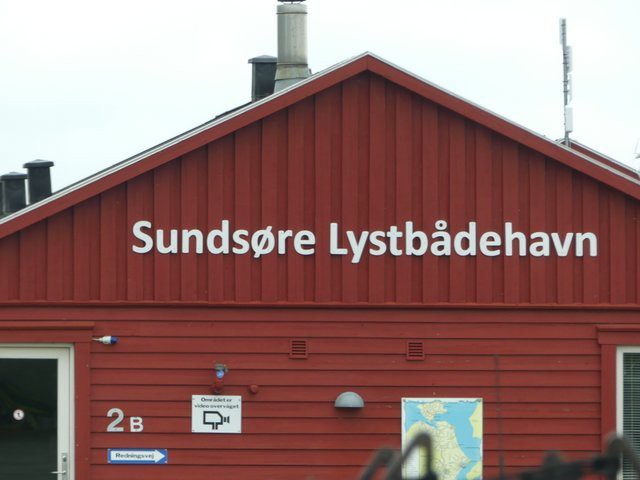 Sundsøre Lystbådehavn
Området er
video overvåget
2B
Redningsvej